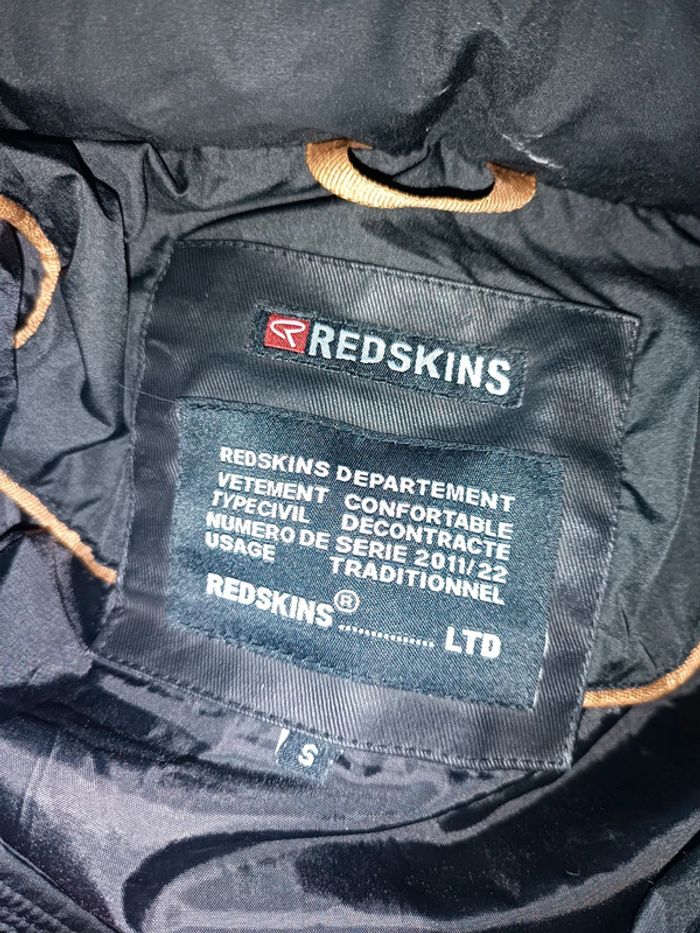 REDSKINS
REDSKINS DEPARTEMENT
VETEMENT CONFORTABLE
TYPECIVIL DECONTRACTE
NUMERO DE SERIE 2011/22
USAGE TRADITIONNEL
REDSKINS® .............. LTD
S